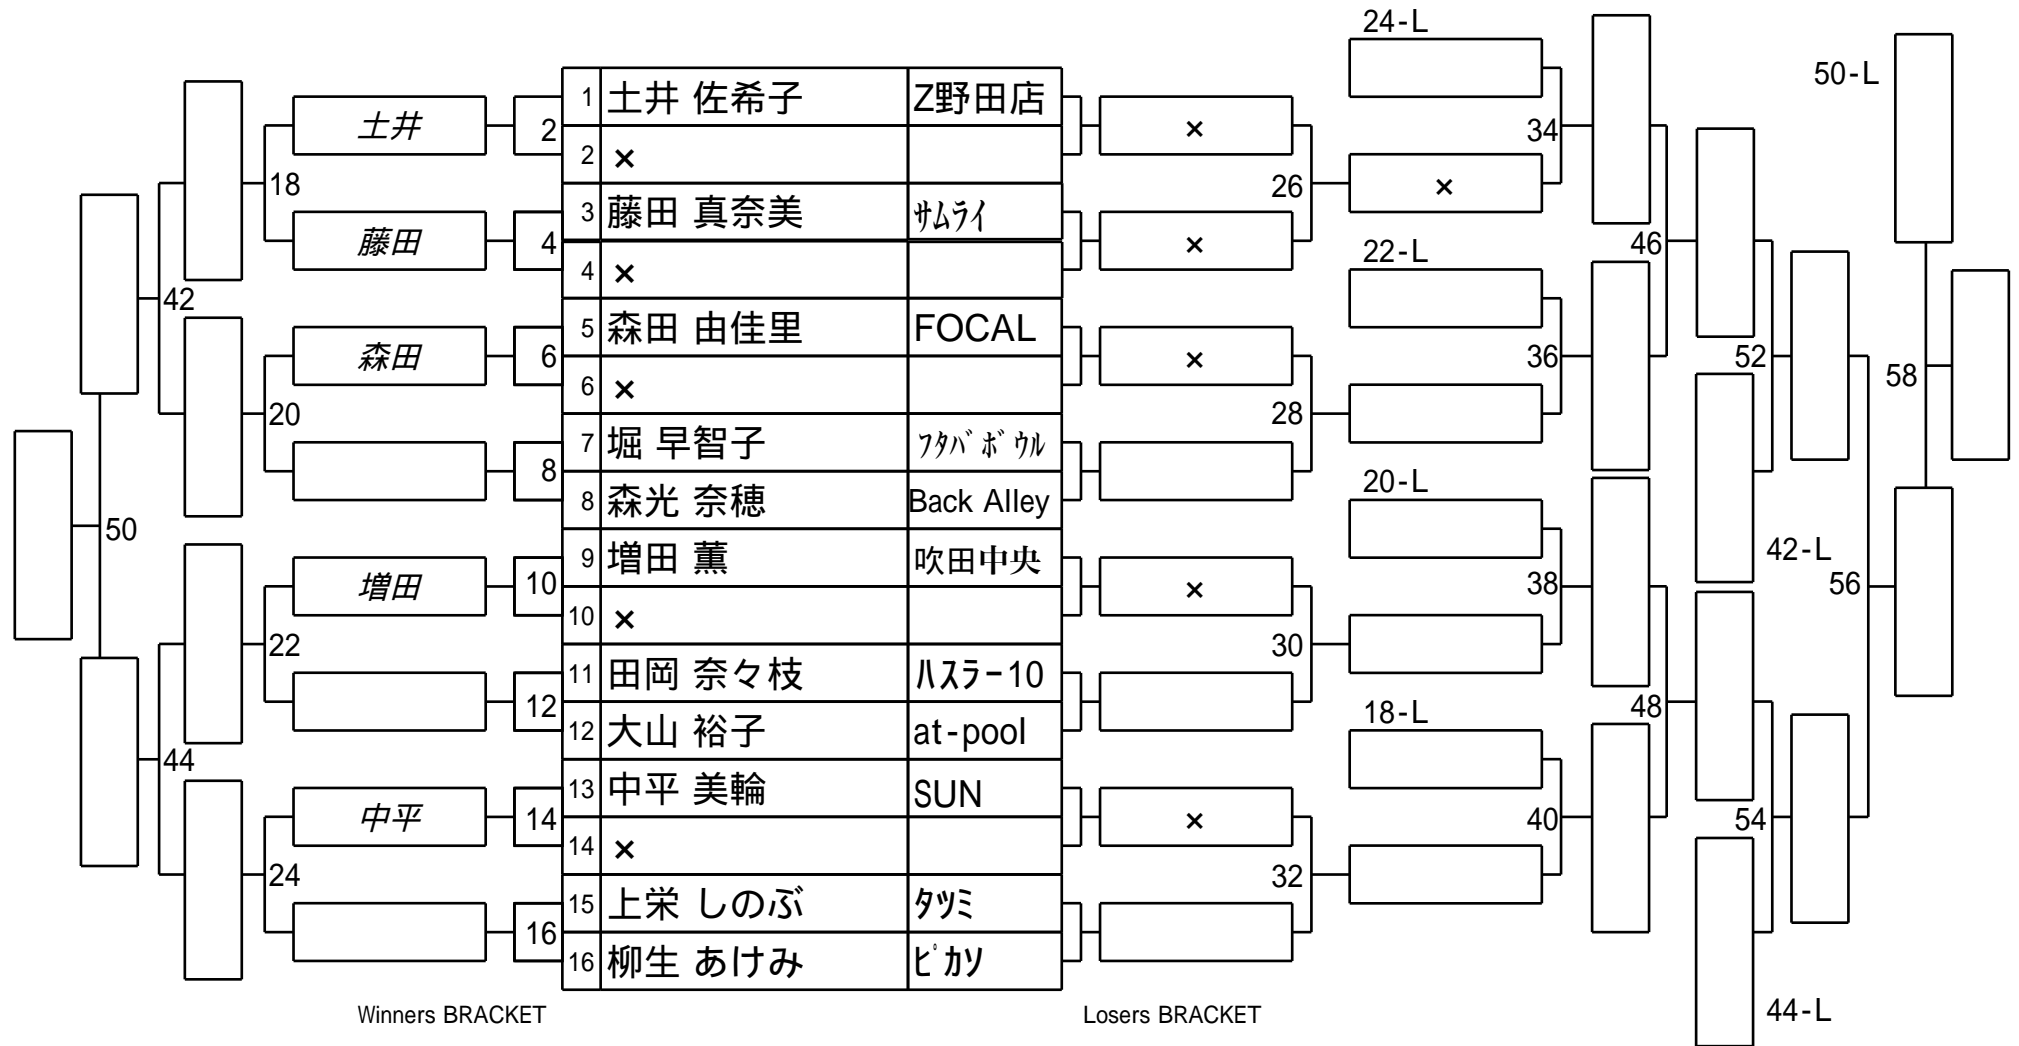 24-L
50-L
1 土井 佐希子 Z野田店
土井 2 × 34
2 ×
18 26 ×
3 藤田 真奈美 ｻﾑﾗｲ
藤田 4 × 46
22-L
4 ×
42
5 森田 由佳里 FOCAL
森田 6 × 36 52
58
6 ×
20 28
7 堀 早智子 ﾌﾀﾊﾞﾎﾞｳﾙ
8
20-L
8 森光 奈穂 Back Alley
50
9 増田 薫 吹田中央 42-L
増田 10 × 38 56
10 ×
22 30
11 田岡 奈々枝 ﾊｽﾗｰ10
12 48
18-L
12 大山 裕子 at-pool
44
13 中平 美輪 SUN
中平 14 × 40 54
14 ×
24 32
15 上栄 しのぶ ﾀﾂﾐ
16
16 柳生 あけみ ﾋﾟｶｿ
Winners BRACKET Losers BRACKET 44-L